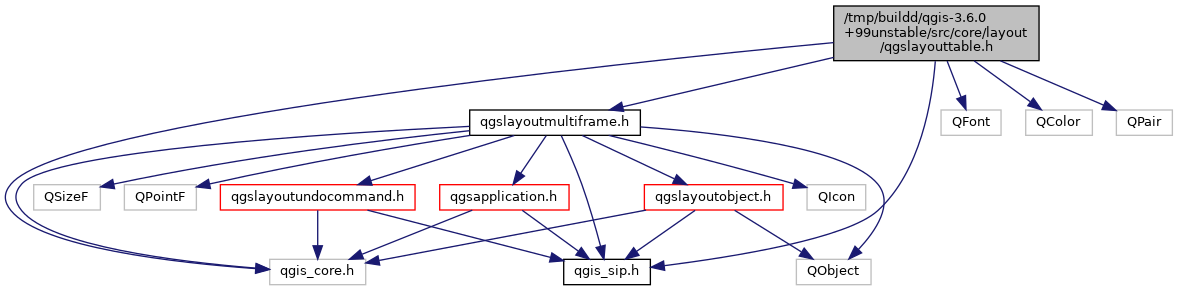 /tmp/buildd/qgis-3.6.0
+99unstable/src/core/layout
/qgslayouttable.h
qgslayoutmultiframe.h
QFont
QColor
QPair
QSizeF
QPointF
qgslayoutundocommand.h
qgsapplication.h
qgslayoutobject.h
QIcon
qgis_core.h
qgis_sip.h
QObject